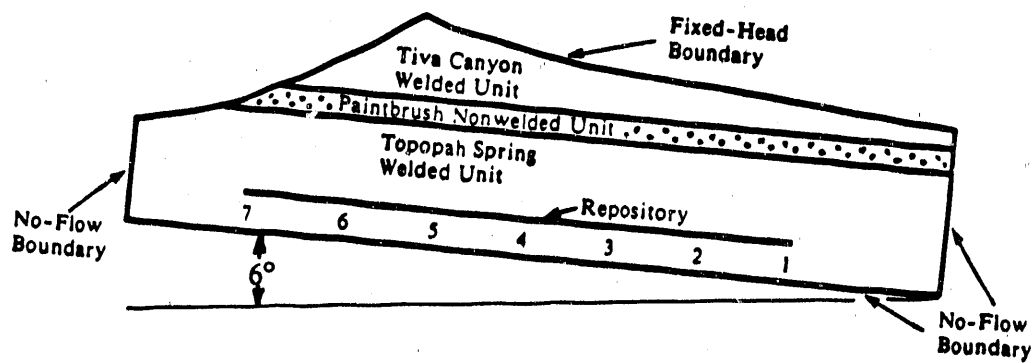 Fixed-Head
Boundary
Tiva Canyon
Welded Unit
Paintbrush Nonwelded Unit
Topopah Spring
Welded Unit
No-Flow
Boundary
Repository
7 6 5 4 3 2 1
6°
No-Flow
Boundary